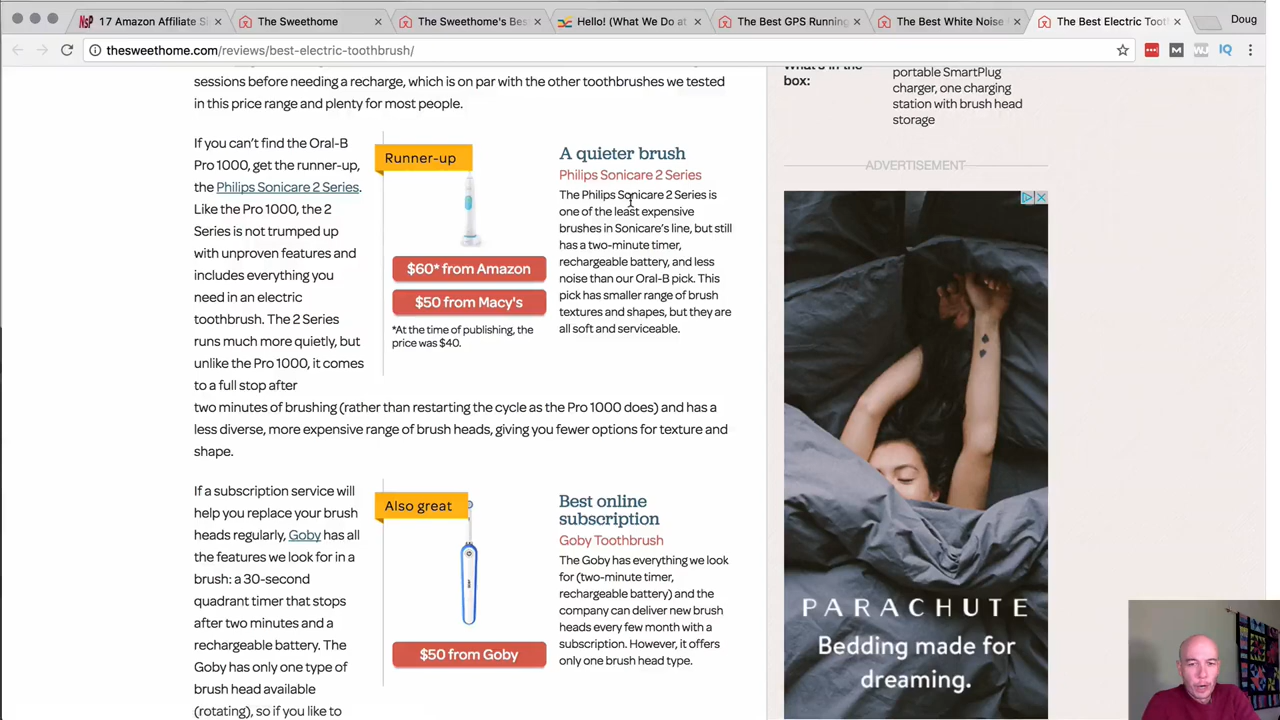 17 Amazon Affiliate Si
The Sweethome
The Sweethome's Bes
Hello! (What We Do at
The Best GPS Running
The Best White Noise
The Best Electric Toot
Doug
thesweethome.com/reviews/best-electric-toothbrush/
sessions before needing a recharge, which is on par with the other toothbrushes we tested
in this price range and plenty for most people.
If you can't find the Oral-B
Pro 1000, get the runner-up,
the Philips Sonicare 2 Series.
Like the Pro 1000, the 2
Series is not trumped up
with unproven features and
includes everything you
need in an electric
toothbrush. The 2 Series
runs much more quietly, but
unlike the Pro 1000, it comes
to a full stop after
two minutes of brushing (rather than restarting the cycle as the Pro 1000 does) and has a
less diverse, more expensive range of brush heads, giving you fewer options for texture and
shape.
Runner-up
$60* from Amazon
$50 from Macy's
*At the time of publishing, the
price was $40.
A quieter brush
Philips Sonicare 2 Series
The Philips Sonicare 2 Series is
one of the least expensive
brushes in Sonicare's line, but still
has a two-minute timer,
rechargeable battery, and less
noise than our Oral-B pick. This
pick has smaller range of brush
textures and shapes, but they are
all soft and serviceable.
If a subscription service will
help you replace your brush
heads regularly, Goby has all
the features we look for in a
brush: a 30-second
quadrant timer that stops
after two minutes and a
rechargeable battery. The
Goby has only one type of
brush head available
(rotating), so if you like to
Also great
$50 from Goby
Best online
subscription
Goby Toothbrush
The Goby has everything we look
for (two-minute timer,
rechargeable battery) and the
company can deliver new brush
heads every few month with a
subscription. However, it offers
only one brush head type.
What's in the
box:
portable SmartPlug
charger, one charging
station with brush head
storage
ADVERTISEMENT
PARACHUTE
Bedding made for
dreaming.